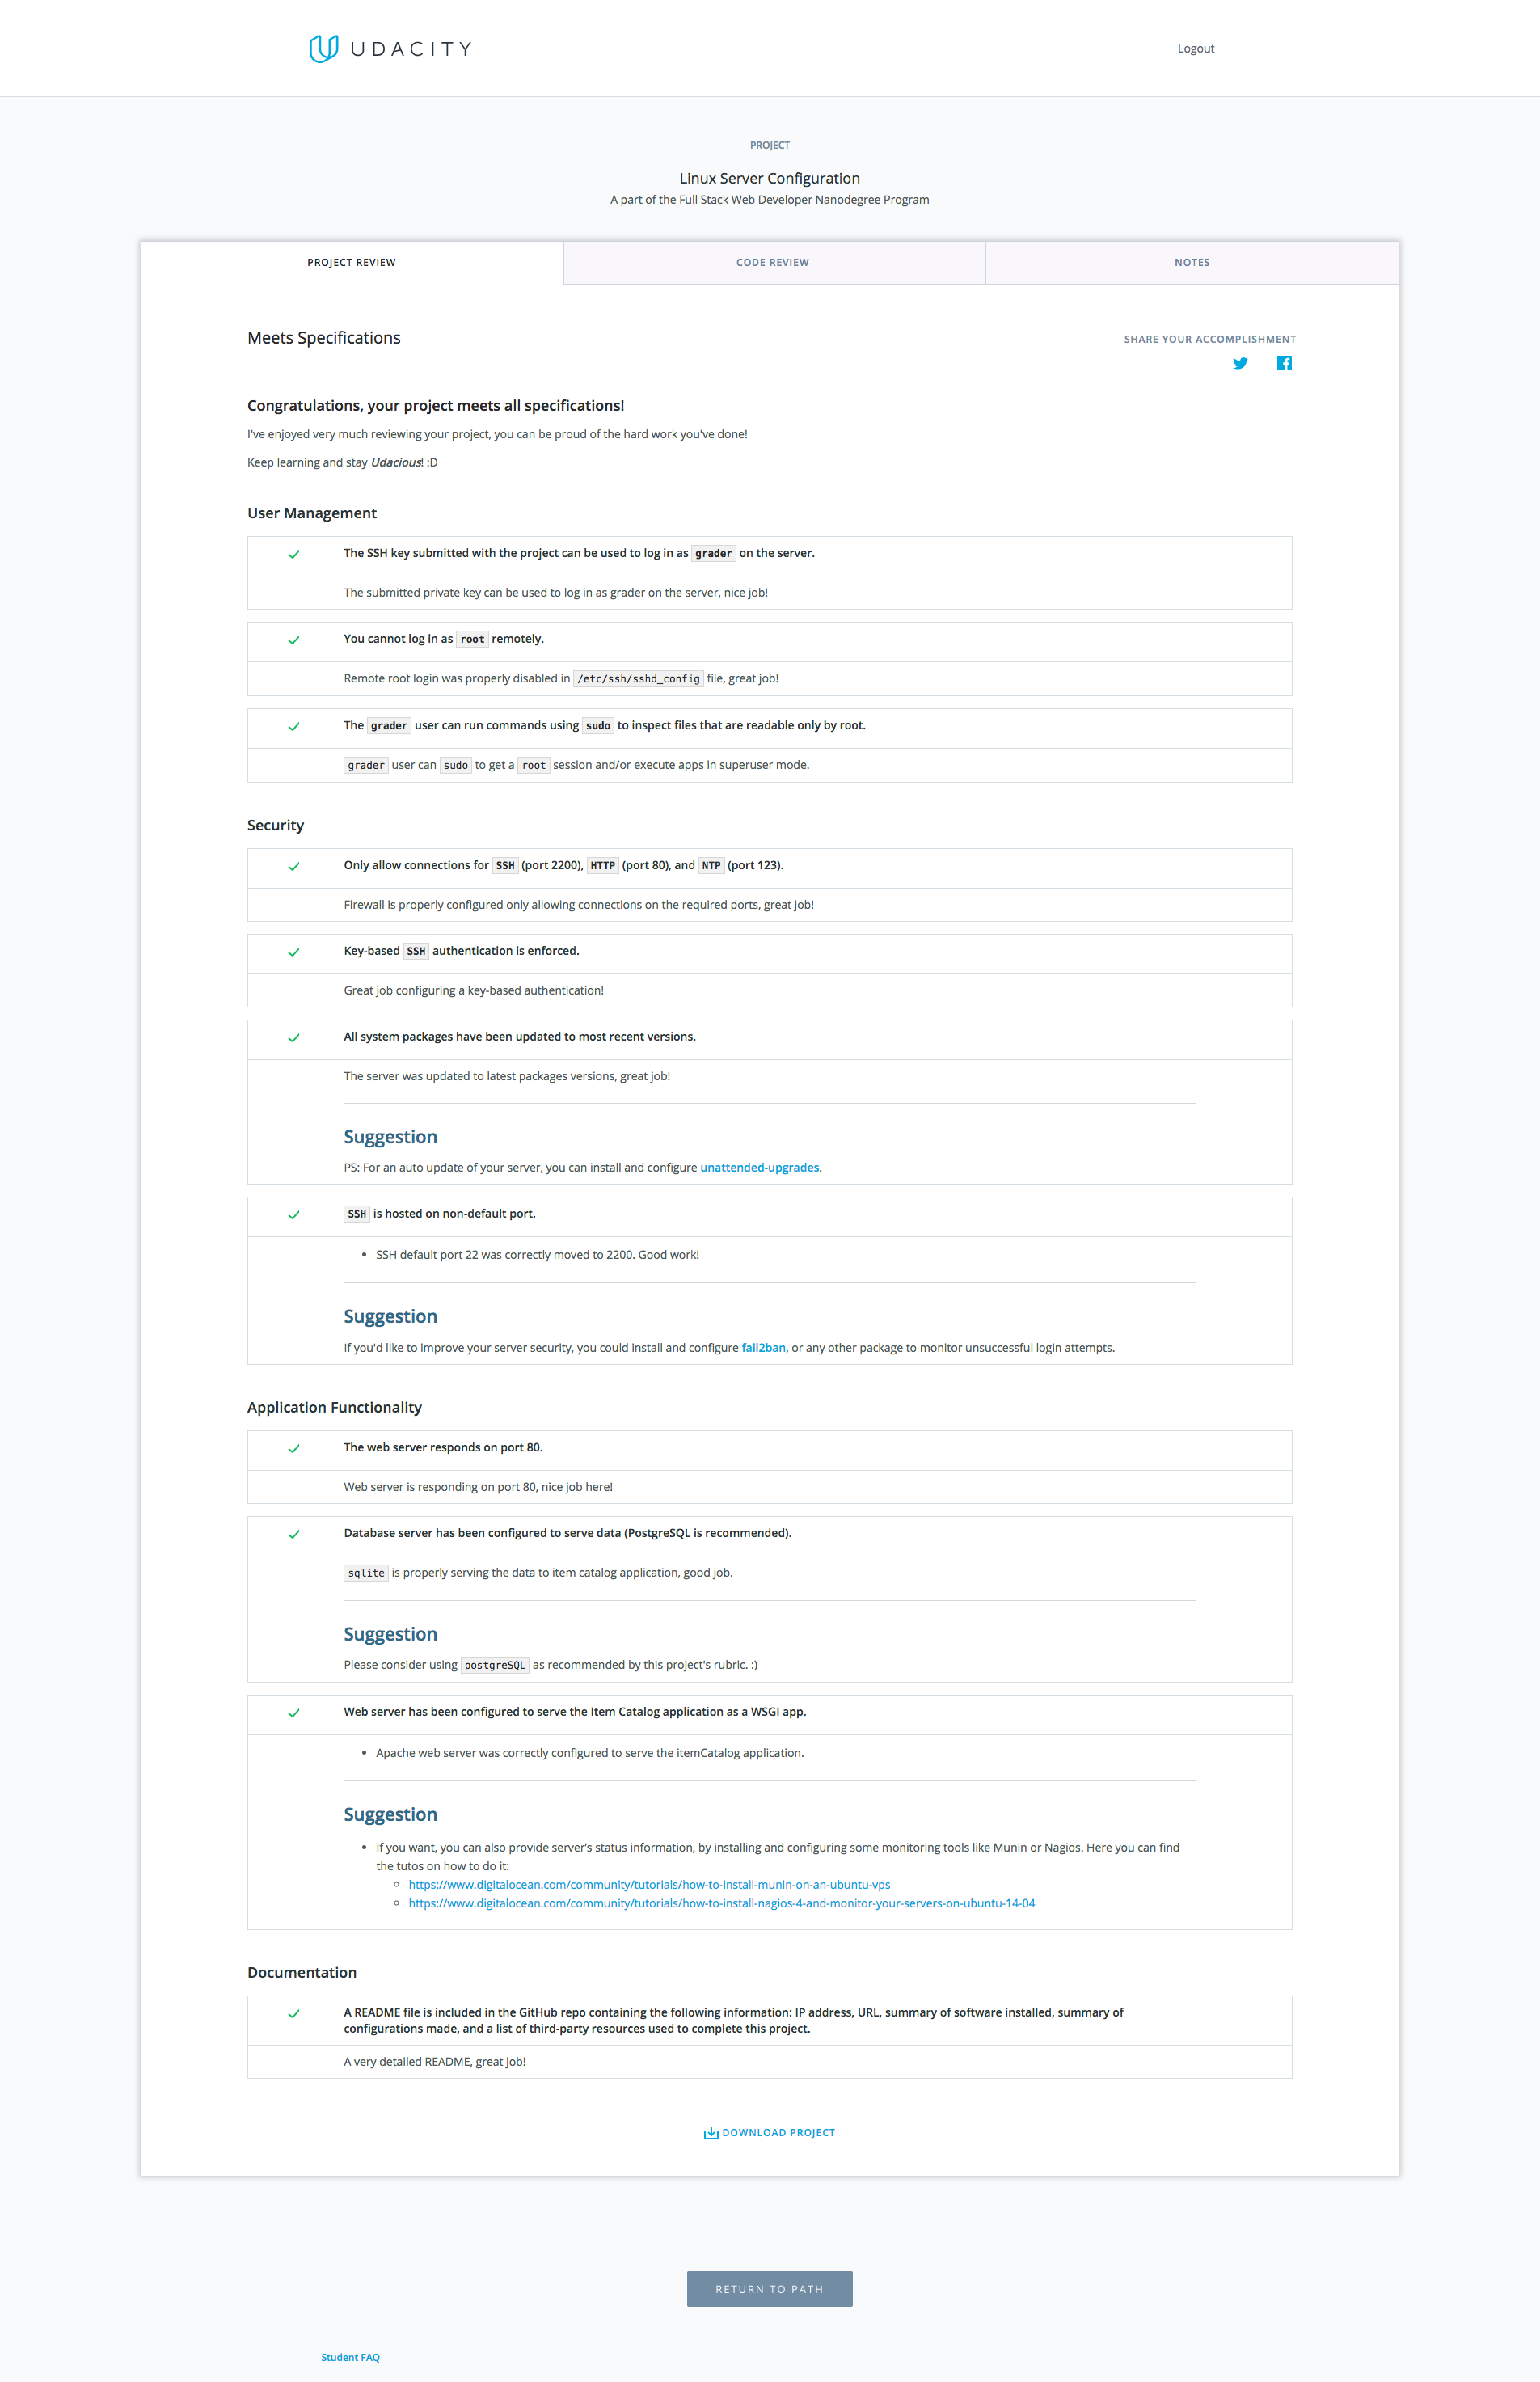 UDACITY
Logout
PROJECT
Linux Server Configuration
A part of the Full Stack Web Developer Nanodegree Program
PROJECT REVIEW
CODE REVIEW
NOTES
Meets Specifications
SHARE YOUR ACCOMPLISHMENT
Congratulations, your project meets all specifications!
I've enjoyed very much reviewing your project, you can be proud of the hard work you've done!
Keep learning and stay Udacious! :D
User Management
The SSH key submitted with the project can be used to log in as grader on the server.
The submitted private key can be used to log in as grader on the server, nice job!
You cannot log in as root remotely.
Remote root login was properly disabled in /etc/ssh/sshd_config file, great job!
The grader user can run commands using sudo to inspect files that are readable only by root.
grader user can sudo to get a root session and/or execute apps in superuser mode.
Security
Only allow connections for SSH (port 2200), HTTP (port 80), and NTP (port 123).
Firewall is properly configured only allowing connections on the required ports, great job!
Key-based SSH authentication is enforced.
Great job configuring a key-based authentication!
All system packages have been updated to most recent versions.
The server was updated to latest packages versions, great job!
Suggestion
PS: For an auto update of your server, you can install and configure unattended-upgrades.
SSH is hosted on non-default port.
• SSH default port 22 was correctly moved to 2200. Good work!
Suggestion
If you'd like to improve your server security, you could install and configure fail2ban, or any other package to monitor unsuccessful login attempts.
Application Functionality
The web server responds on port 80.
Web server is responding on port 80, nice job here!
Database server has been configured to serve data (PostgreSQL is recommended).
sqlite is properly serving the data to item catalog application, good job.
Suggestion
Please consider using postgreSQL as recommended by this project's rubric. :)
Web server has been configured to serve the Item Catalog application as a WSGI app.
• Apache web server was correctly configured to serve the itemCatalog application.
Suggestion
• If you want, you can also provide server's status information, by installing and configuring some monitoring tools like Munin or Nagios. Here you can find
the tutos on how to do it:
https://www.digitalocean.com/community/tutorials/how-to-install-munin-on-an-ubuntu-vps
https://www.digitalocean.com/community/tutorials/how-to-install-nagios-4-and-monitor-your-servers-on-ubuntu-14-04
Documentation
A README file is included in the GitHub repo containing the following information: IP address, URL, summary of software installed, summary of
configurations made, and a list of third-party resources used to complete this project.
A very detailed README, great job!
DOWNLOAD PROJECT
RETURN TO PATH
Student FAQ